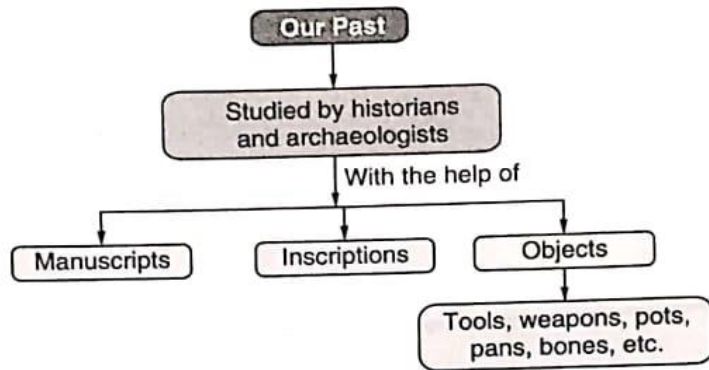 Our Past
Studied by historians
and archaeologists
With the help of
Manuscripts
Inscriptions
Objects
Tools, weapons, pots,
pans, bones, etc.